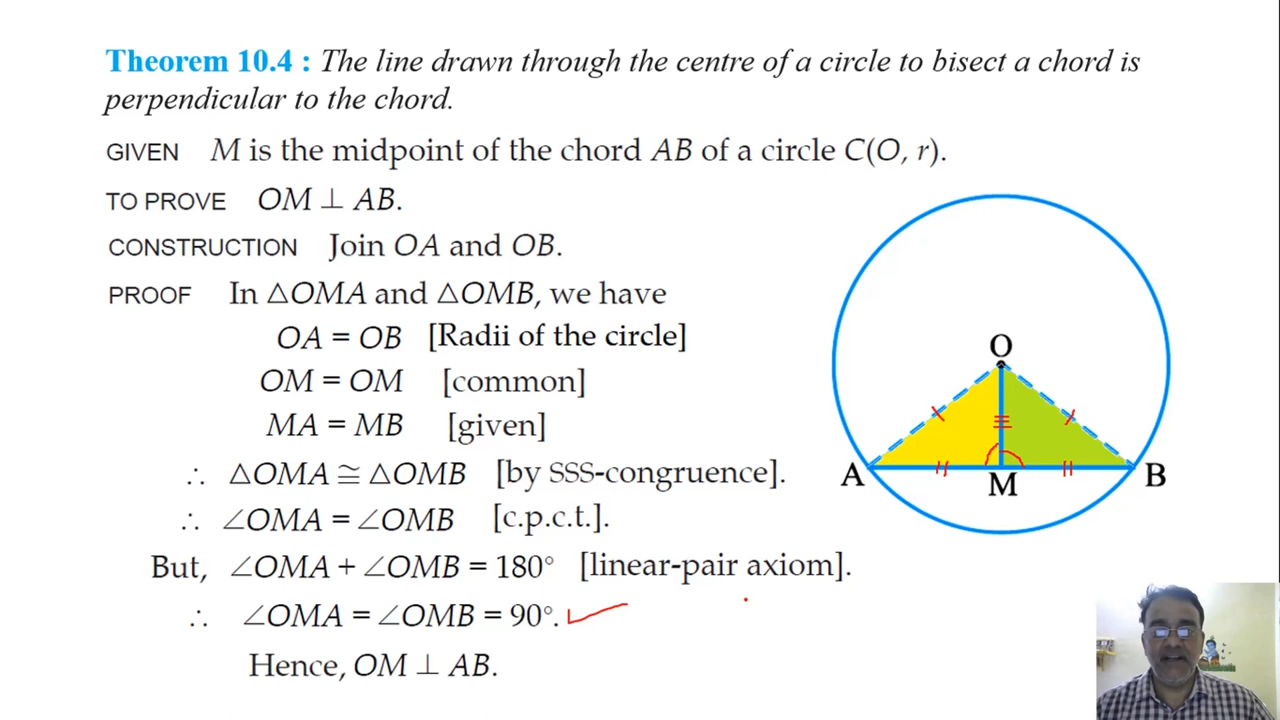 Theorem 10.4 : The line drawn through the centre of a circle to bisect a chord is
perpendicular to the chord.
GIVEN M is the midpoint of the chord AB of a circle C(O, r).
TO PROVE OM ⊥ AB.
CONSTRUCTION Join OA and OB.
PROOF In △OMA and △OMB, we have
OA = OB [Radii of the circle]
OM = OM [common]
MA = MB [given]
∴ △OMA ≅ △OMB [by SSS-congruence].
∴ ∠OMA = ∠OMB [c.p.c.t.].
But, ∠OMA + ∠OMB = 180° [linear-pair axiom].
∴ ∠OMA = ∠OMB = 90°.
Hence, OM ⊥ AB.
O
A
M
B